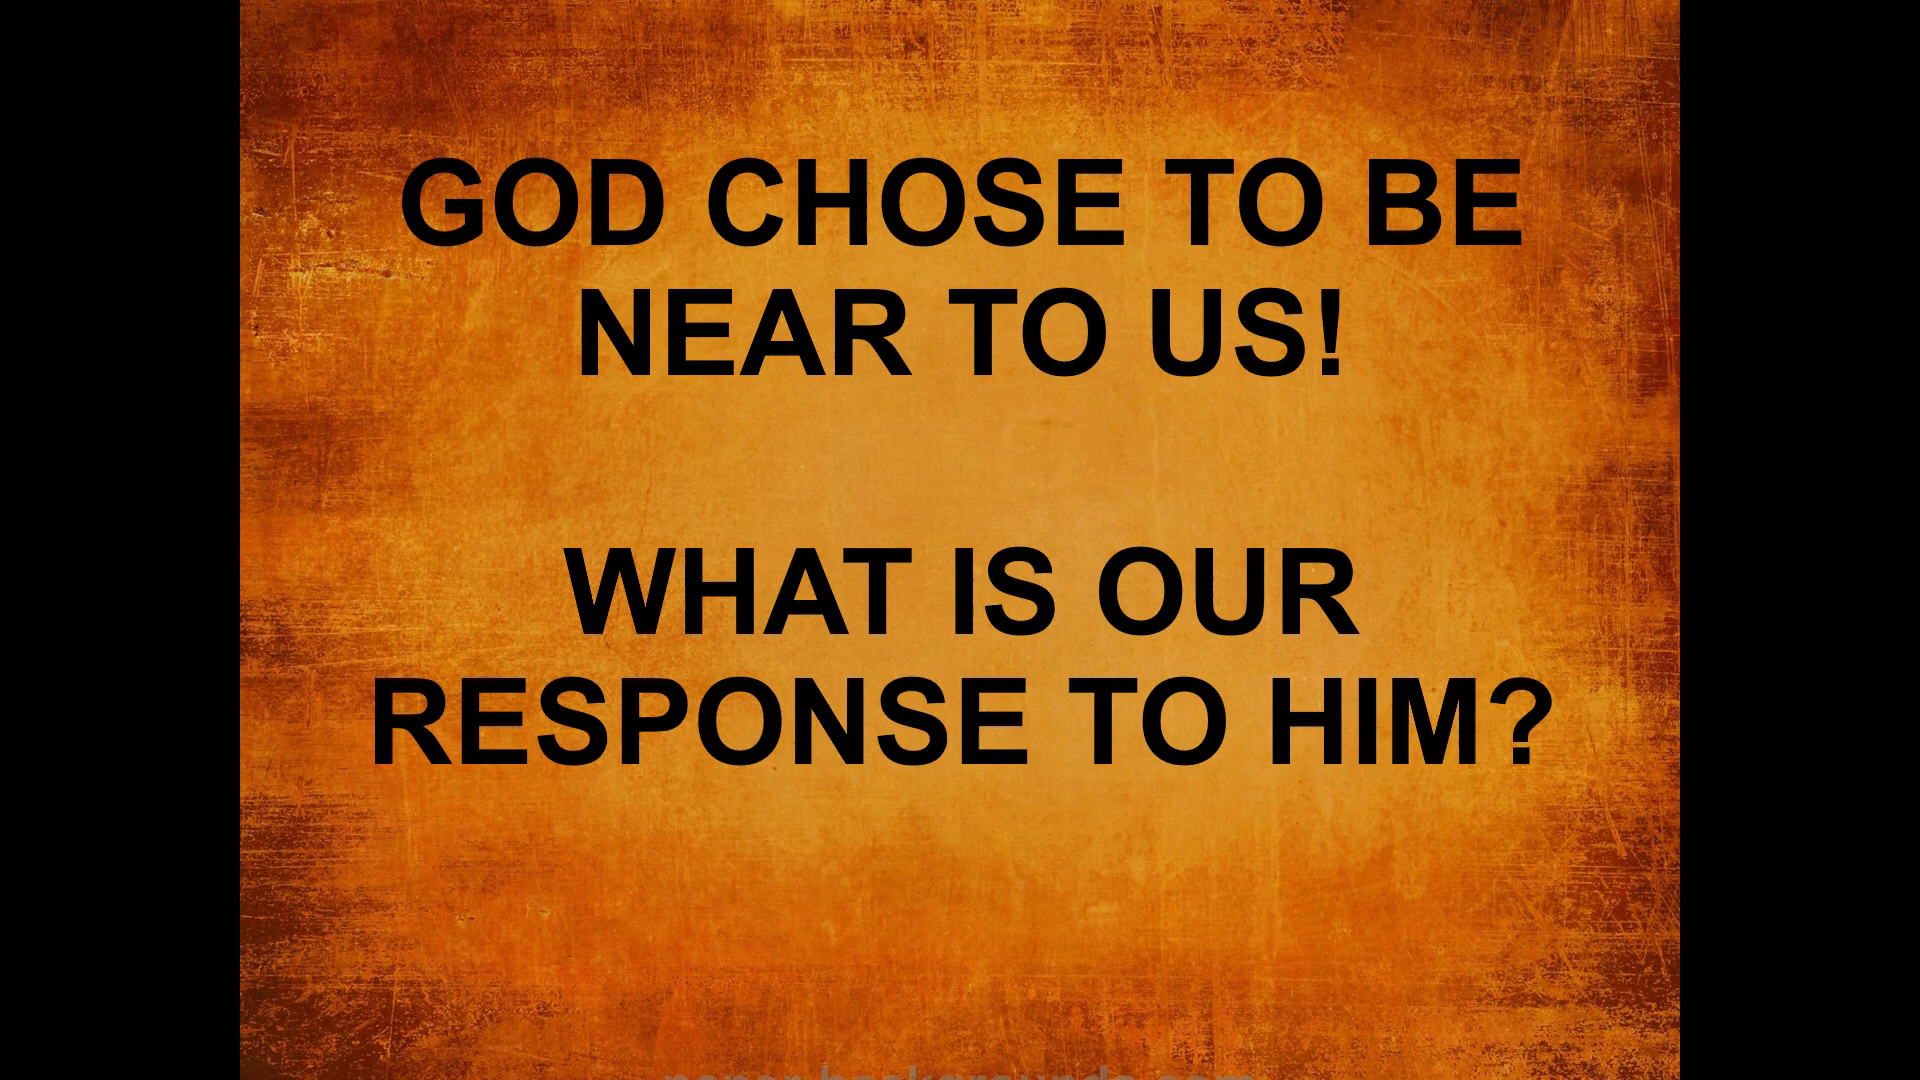 GOD CHOSE TO BE
NEAR TO US!
WHAT IS OUR
RESPONSE TO HIM?